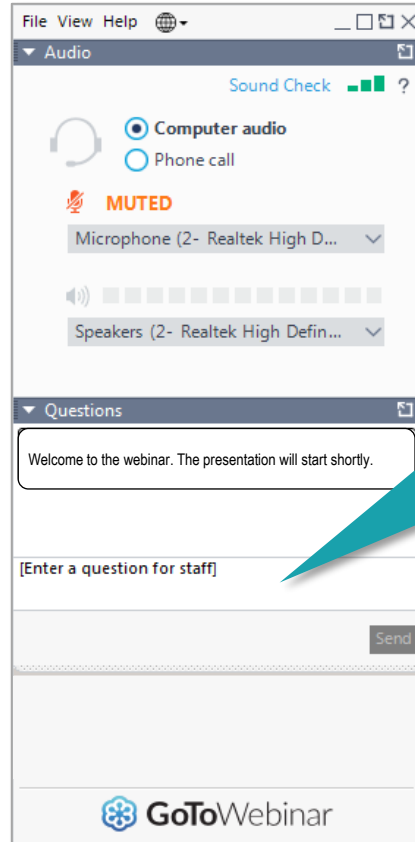 File View Help
Audio
Sound Check ?
Computer audio
Phone call
MUTED
Microphone (2- Realtek High D...
Speakers (2- Realtek High Defin...
Questions
Welcome to the webinar. The presentation will start shortly.
[Enter a question for staff]
Send
GoToWebinar